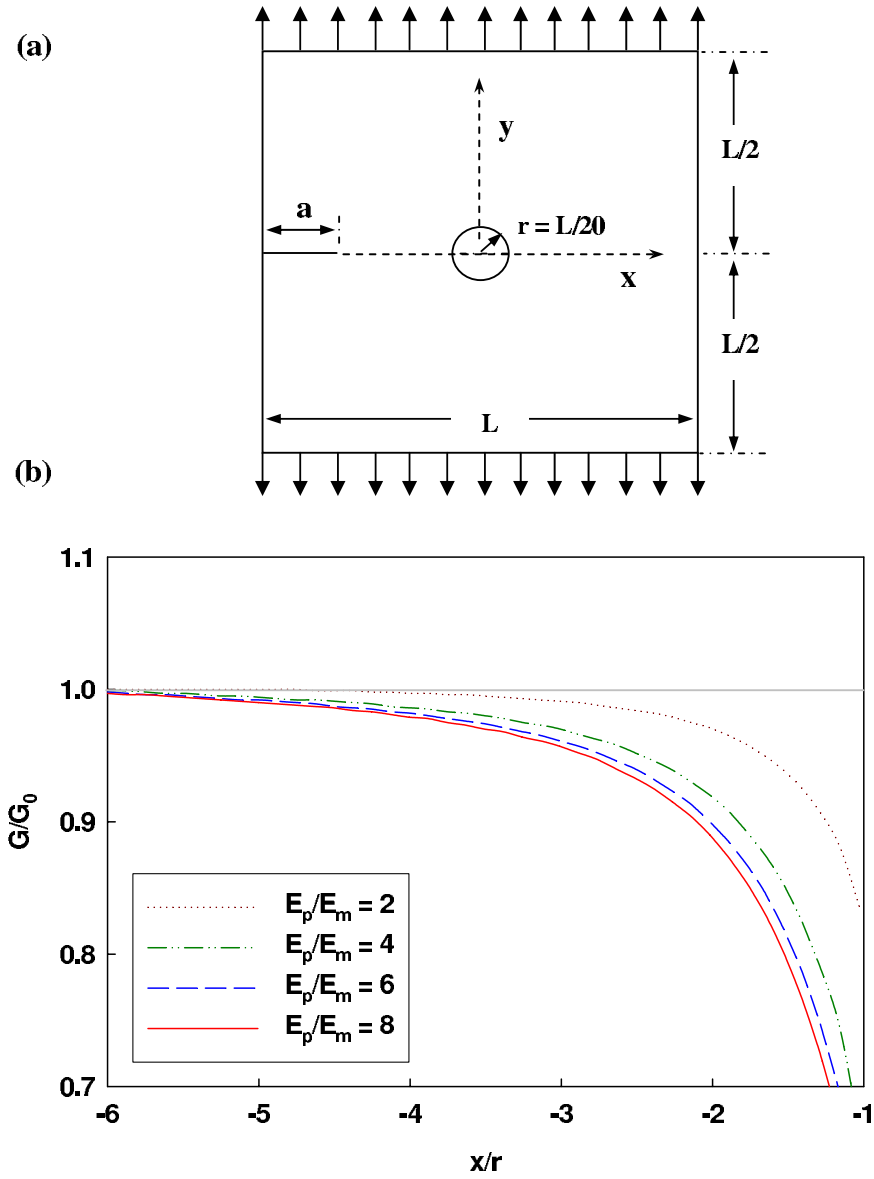 (a)
y
L/2
a
r = L/20
x
L/2
L
(b)
1.1
1.0
0.9
0.8
0.7
G/G₀
Eₚ/Eₘ = 2
Eₚ/Eₘ = 4
Eₚ/Eₘ = 6
Eₚ/Eₘ = 8
-6 -5 -4 -3 -2 -1
x/r